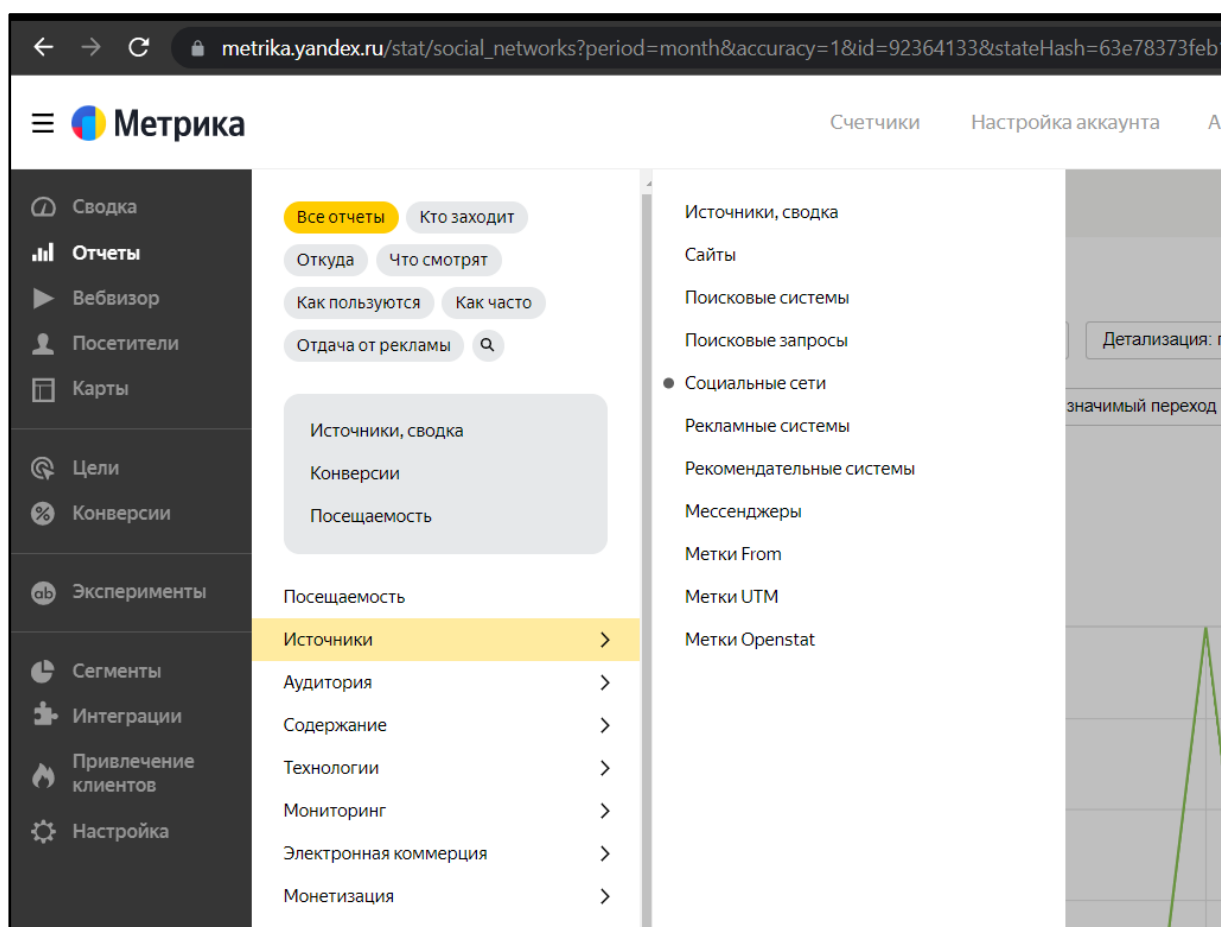 metrika.yandex.ru/stat/social_networks?period=month&accuracy=1&id=92364133&stateHash=63e78373feb
Метрика
Счетчики
Настройка аккаунта
А
Сводка
Отчеты
Вебвизор
Посетители
Карты
Цели
Конверсии
Эксперименты
Сегменты
Интеграции
Привлечение
клиентов
Настройка
Все отчеты
Кто заходит
Откуда
Что смотрят
Как пользуются
Как часто
Отдача от рекламы
Источники, сводка
Конверсии
Посещаемость
Посещаемость
Источники
Аудитория
Содержание
Технологии
Мониторинг
Электронная коммерция
Монетизация
Источники, сводка
Сайты
Поисковые системы
Поисковые запросы
Социальные сети
Рекламные системы
Рекомендательные системы
Мессенджеры
Метки From
Метки UTM
Метки Openstat
Детализация:
значимый переход